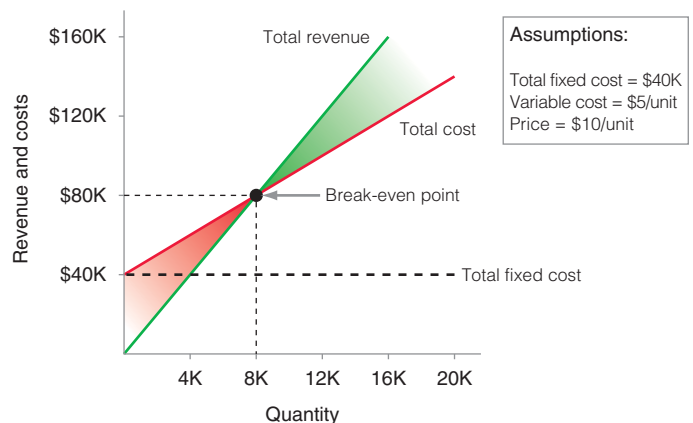 $160K
$120K
$80K
$40K
Revenue and costs
Total revenue
Total cost
Break-even point
Total fixed cost
4K 8K 12K 16K 20K
Quantity
Assumptions:
Total fixed cost = $40K
Variable cost = $5/unit
Price = $10/unit